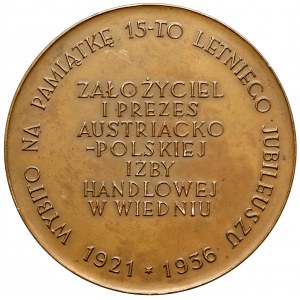 WYBITO NA PAMIĄTKĘ 15-TO LETNIEGO JUBILEUSZU
ZAŁOŻYCIEL
I PREZES
AUSTRIACKO
-POLSKIEJ
IZBY
HANDLOWEJ
W WIEDNIU
1921 * 1936